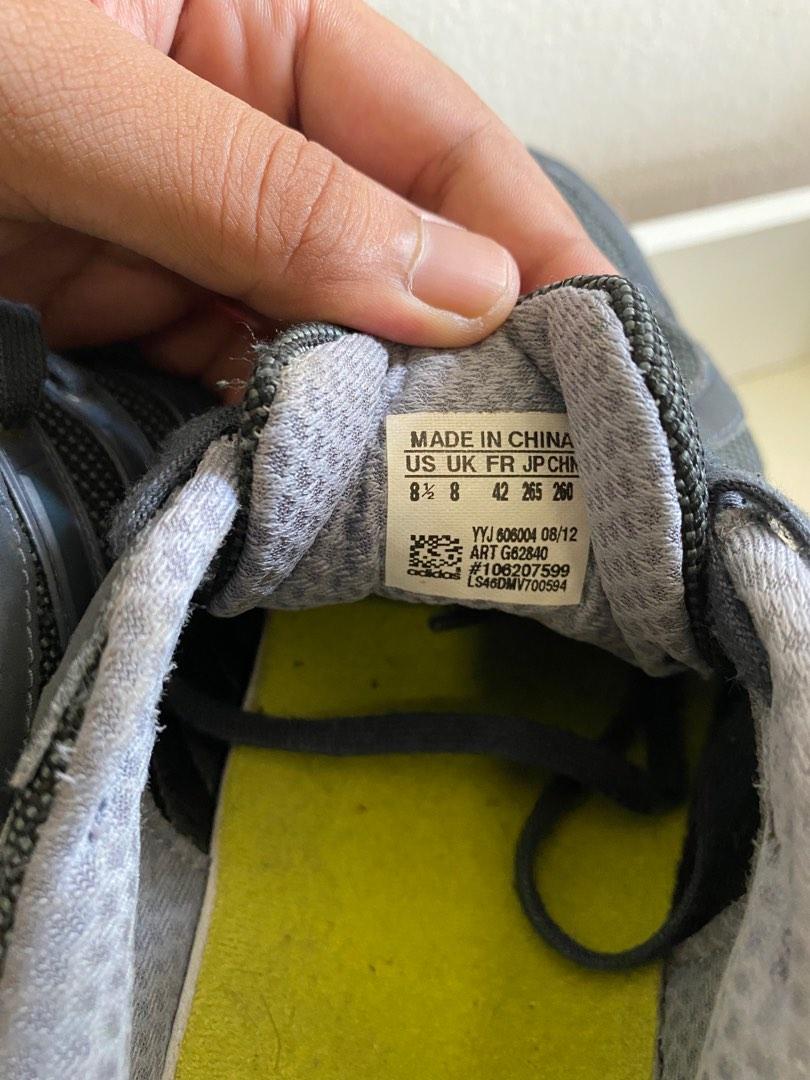 MADE IN CHINA
US UK FR JP CHN
8½ 8 42 265 260
YYJ 606004 08/12
ART G62840
#106207599
LS46DMV700594
adidas